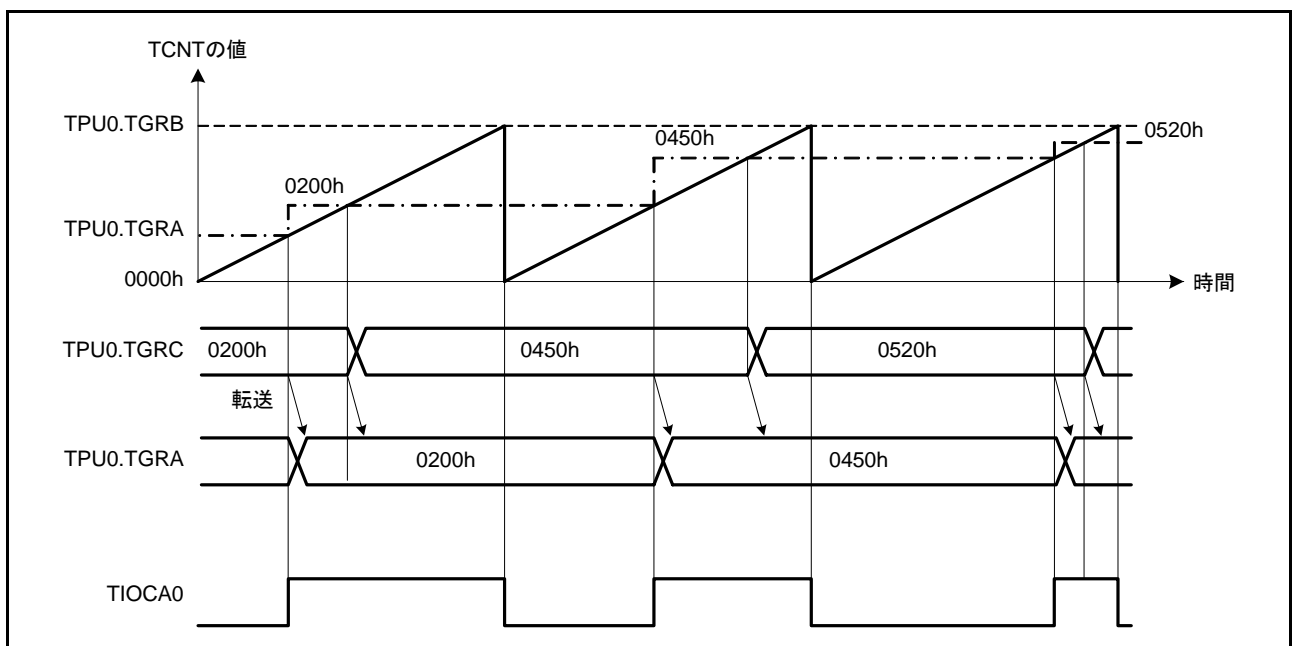 TCNTの値
TPU0.TGRB
0450h
0520h
0200h
TPU0.TGRA
0000h
時間
TPU0.TGRC
0200h
0450h
0520h
転送
TPU0.TGRA
0200h
0450h
TIOCA0